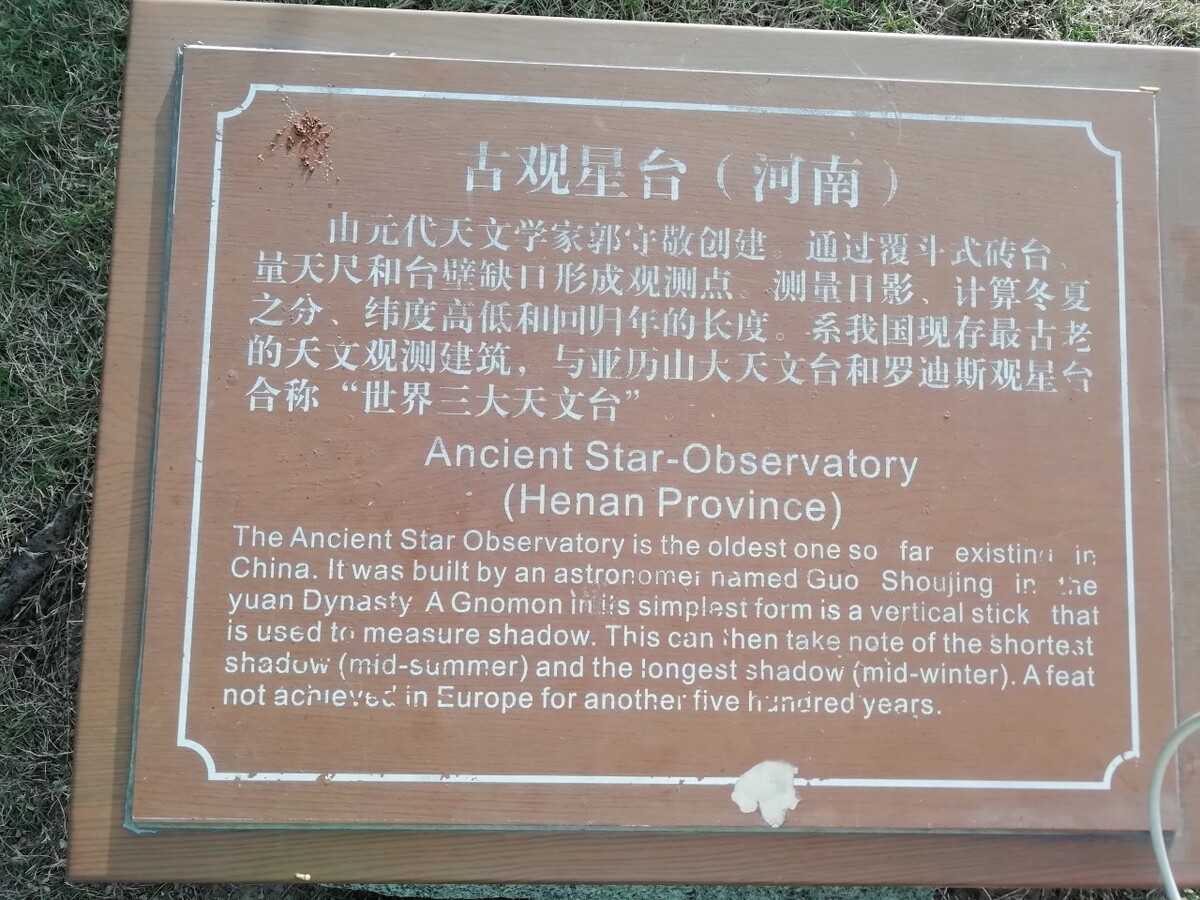 古观星台（河南）
由元代天文学家郭守敬创建。通过覆斗式砖台、
量天尺和台壁缺口形成观测点。测量日影、计算冬夏
之分、纬度高低和回归年的长度。系我国现存最古老
的天文观测建筑，与亚历山大天文台和罗迪斯观星台
合称“世界三大天文台”
Ancient Star-Observatory
(Henan Province)
The Ancient Star Observatory is the oldest one so far existing in
China. It was built by an astronomer named Guo Shoujing in the
yuan Dynasty A Gnomon in its simplest form is a vertical stick that
is used to measure shadow. This can then take note of the shortest
shadow (mid-summer) and the longest shadow (mid-winter). A feat
not achieved in Europe for another five hundred years.